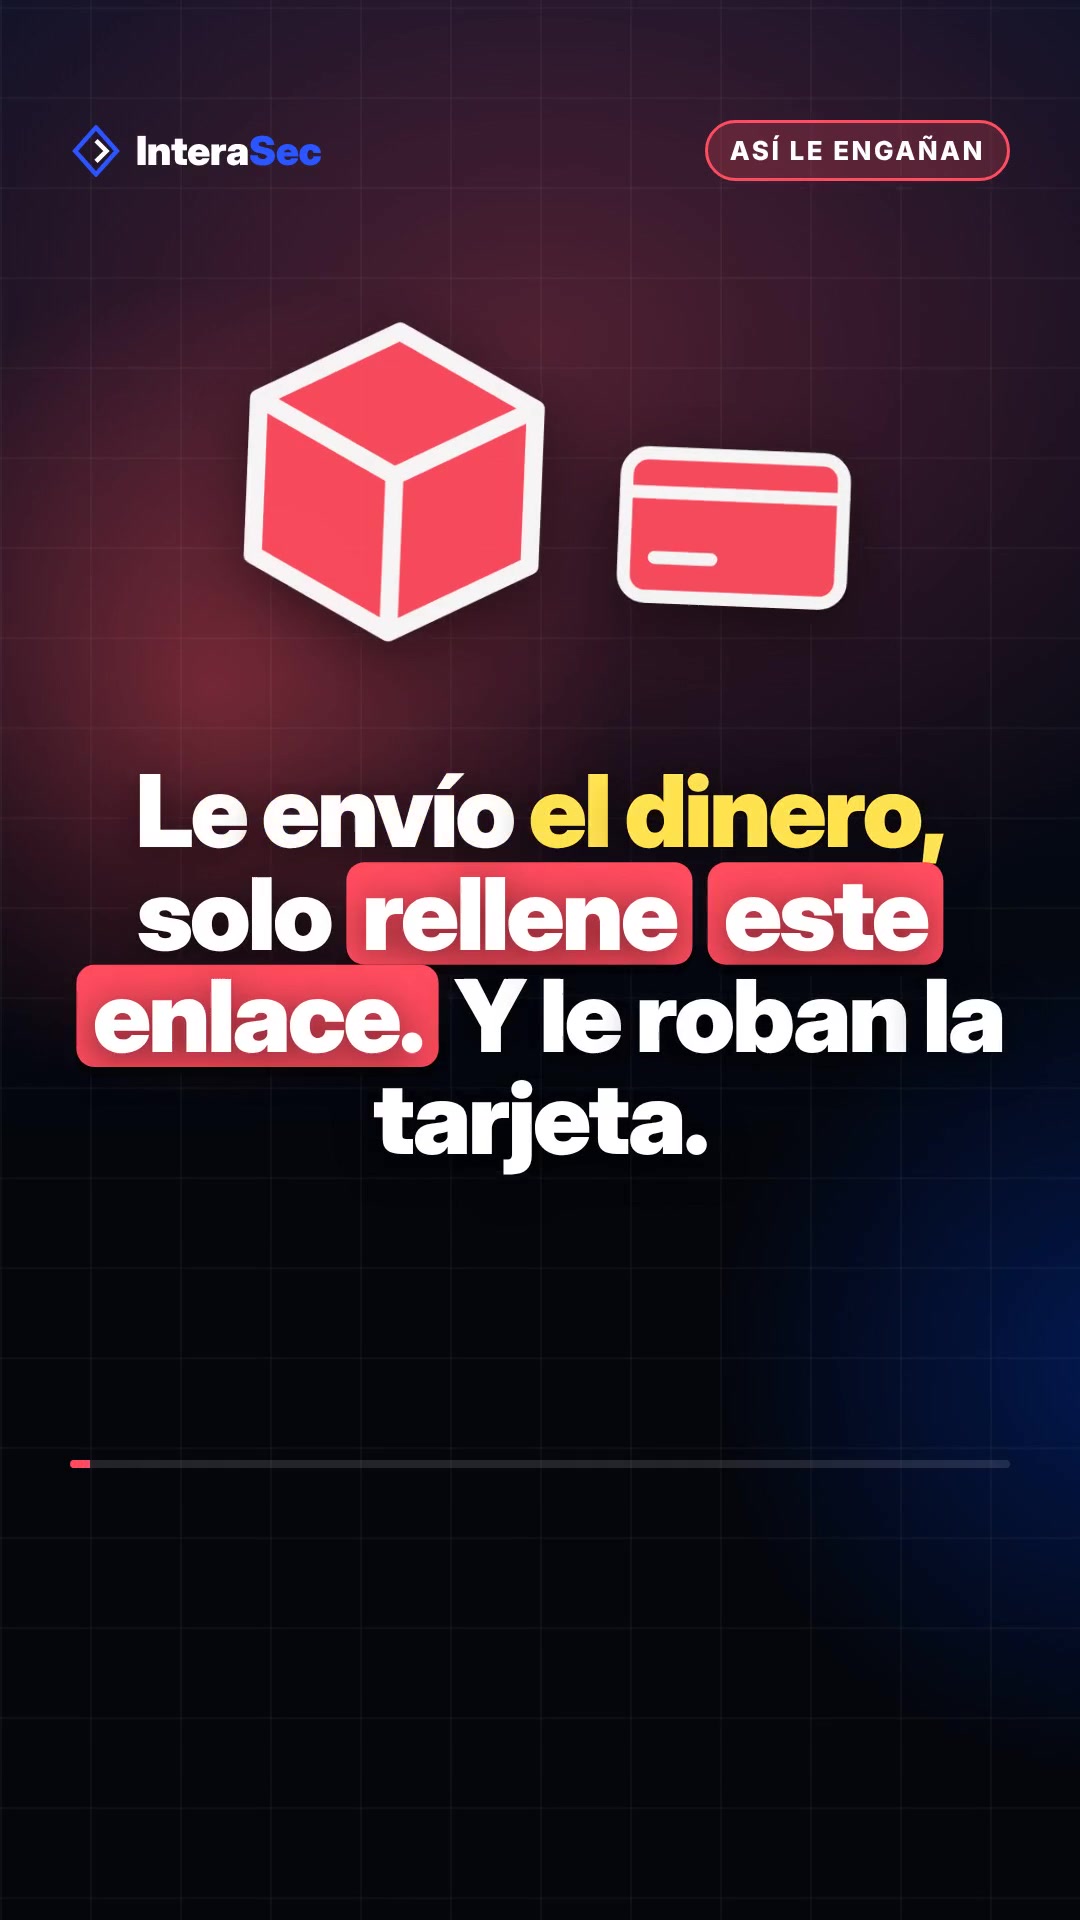 InteraSec
ASÍ LE ENGAÑAN
Le envío el dinero,
solo rellene este
enlace. Y le roban la
tarjeta.